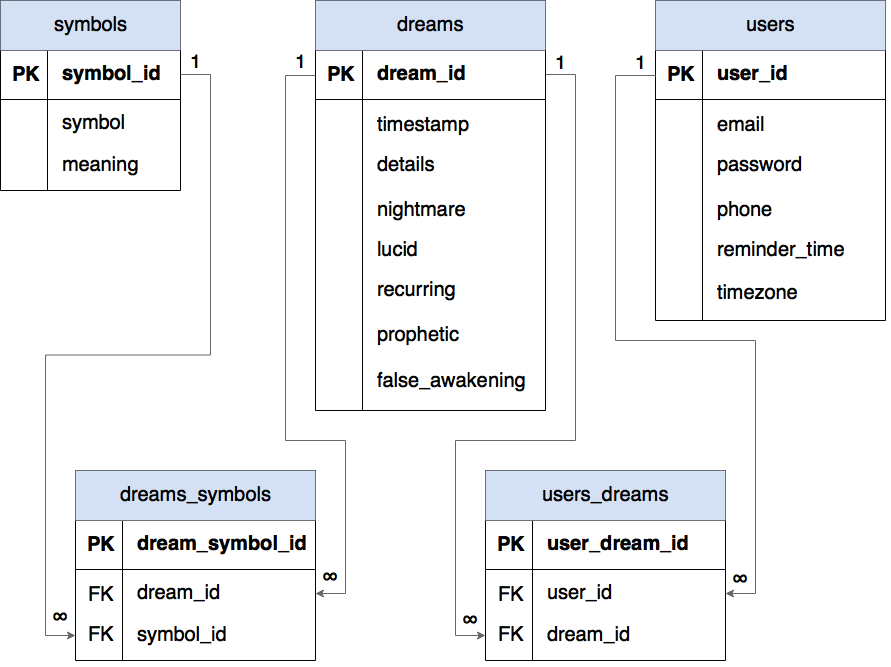 symbols
PK symbol_id
symbol
meaning
1
dreams
1
PK dream_id
1
timestamp
details
nightmare
lucid
recurring
prophetic
false_awakening
users
1
PK user_id
email
password
phone
reminder_time
timezone
dreams_symbols
PK dream_symbol_id
FK dream_id
∞
∞
FK symbol_id
users_dreams
PK user_dream_id
FK user_id
∞
∞
FK dream_id